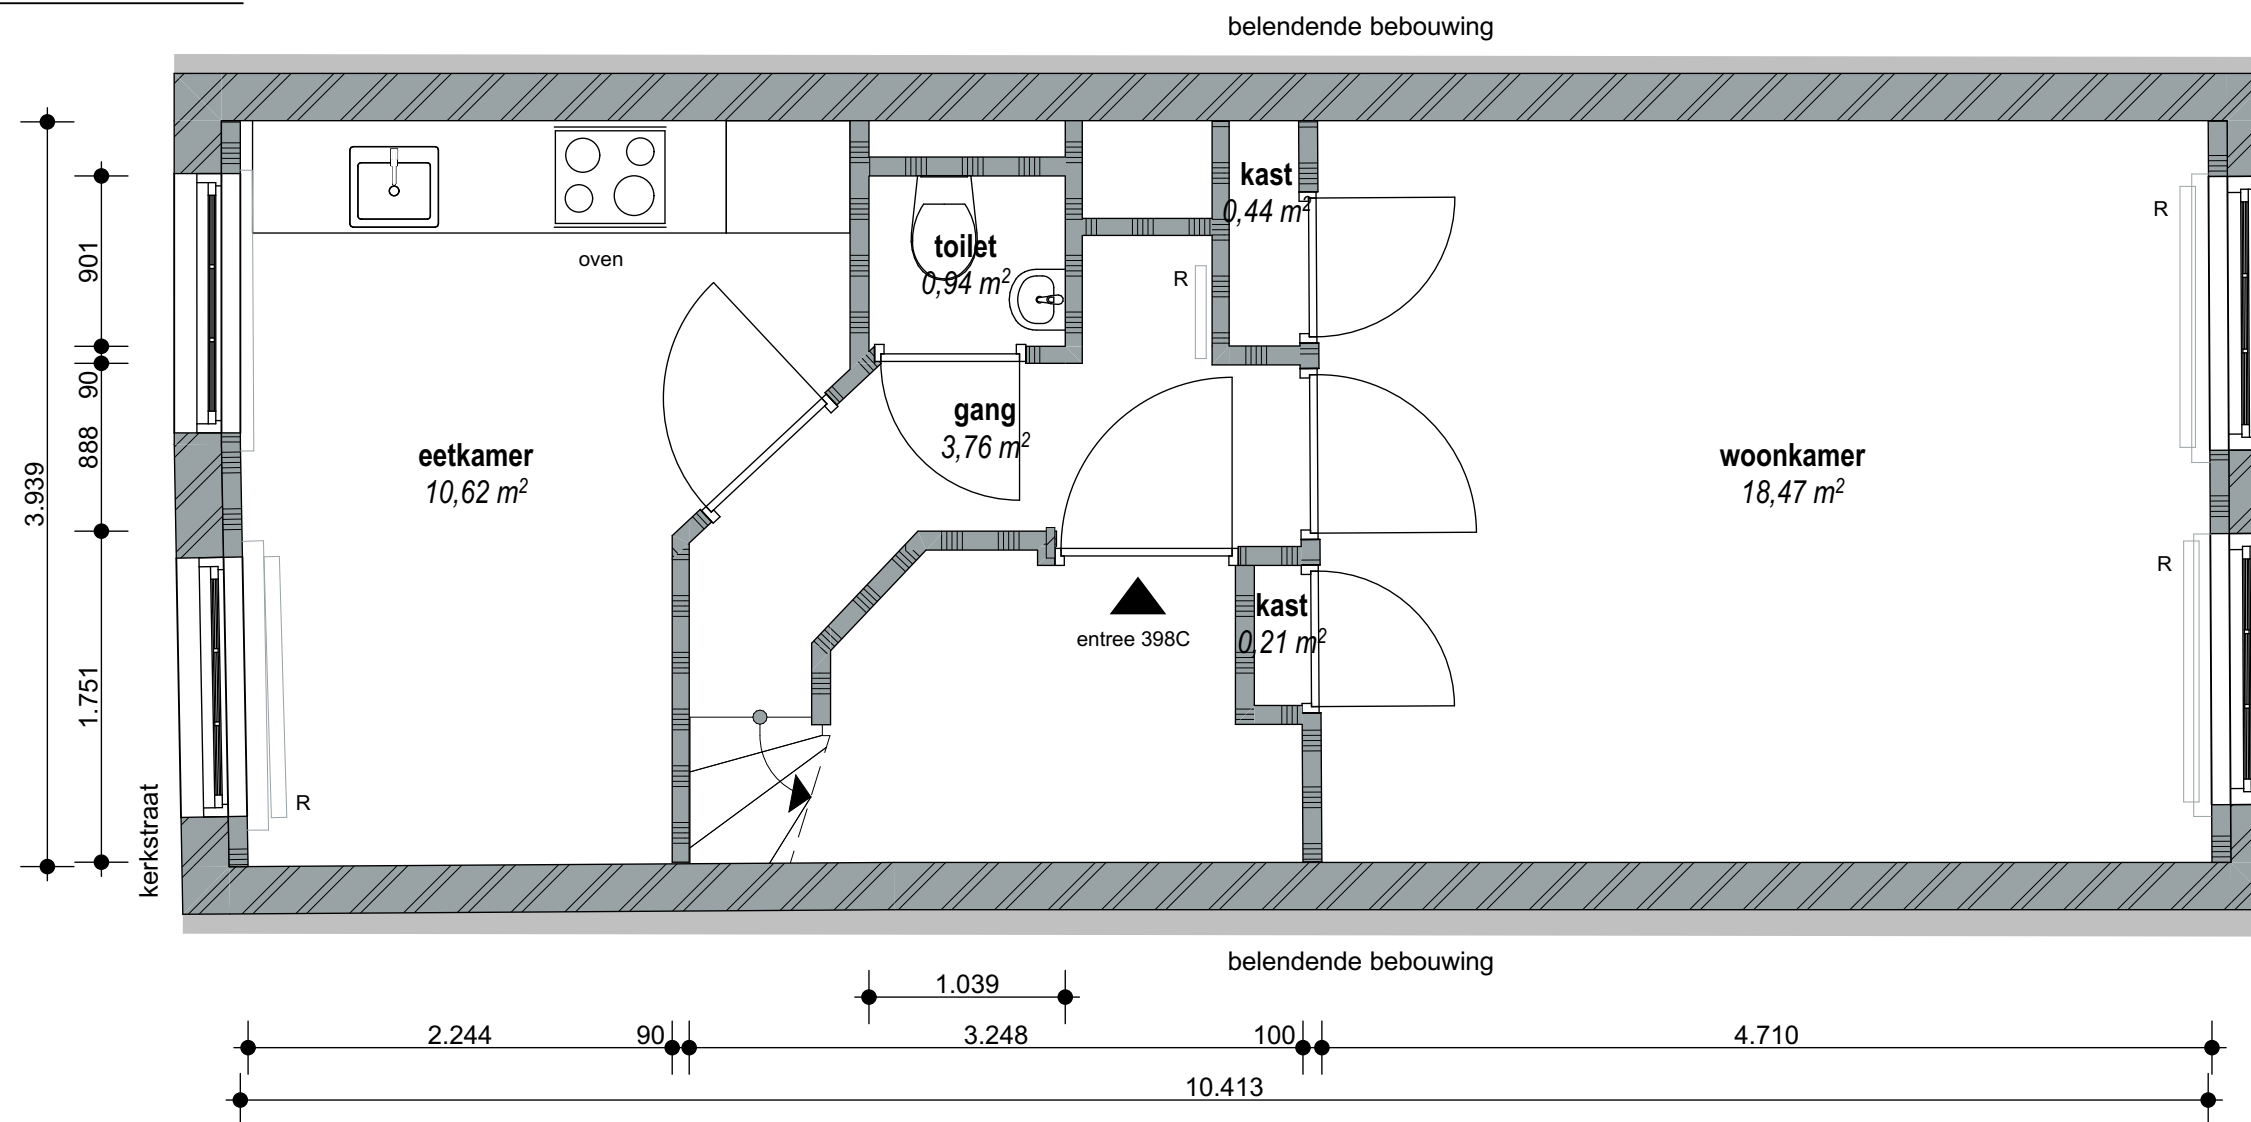 belendende bebouwing
kast
0,44 m²
R
901
oven
toilet
0,94 m²
R
90
888
3.939
gang
3,76 m²
eetkamer
10,62 m²
woonkamer
18,47 m²
R
kast
0,21 m²
entree 398C
1.751
R
kerkstraat
belendende bebouwing
1.039
2.244
90
3.248
100
4.710
10.413